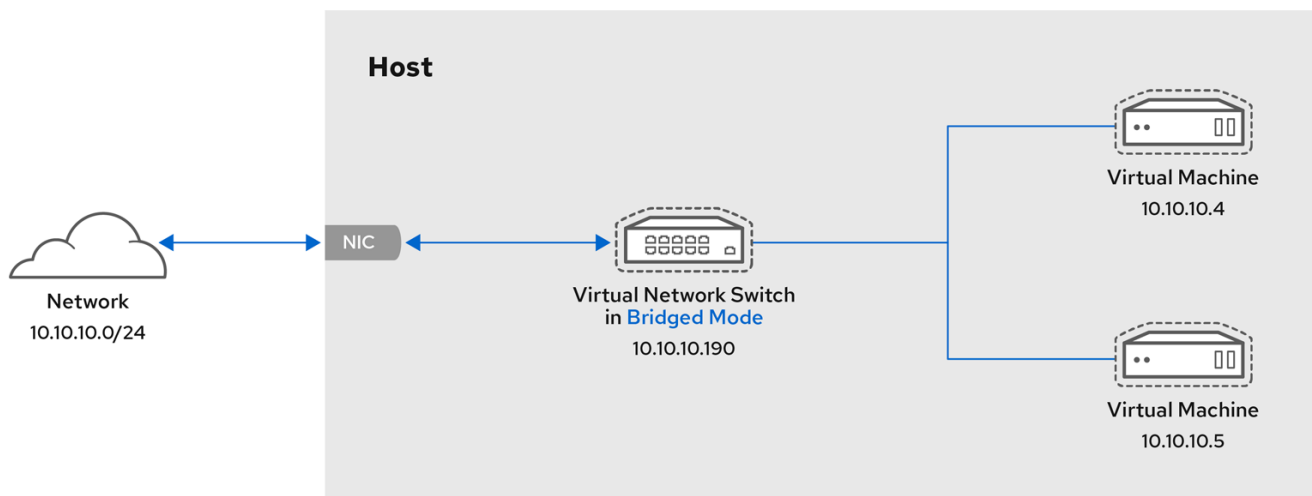 Host
Network
10.10.10.0/24
NIC
Virtual Network Switch
in Bridged Mode
10.10.10.190
Virtual Machine
10.10.10.4
Virtual Machine
10.10.10.5